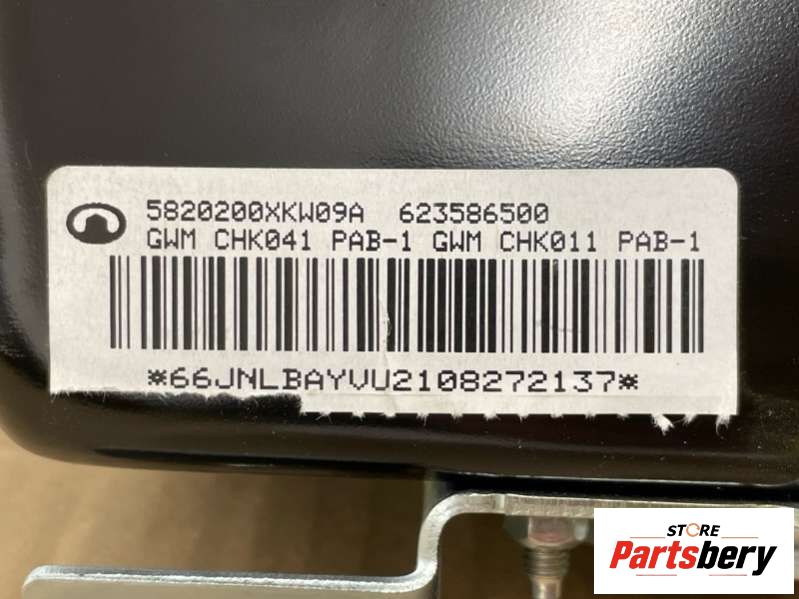 5820200XKW09A 623586500
GWM CHK041 PAB-1 GWM CHK011 PAB-1
*66JNLBAYVU2108272137*
STORE
Partsbery